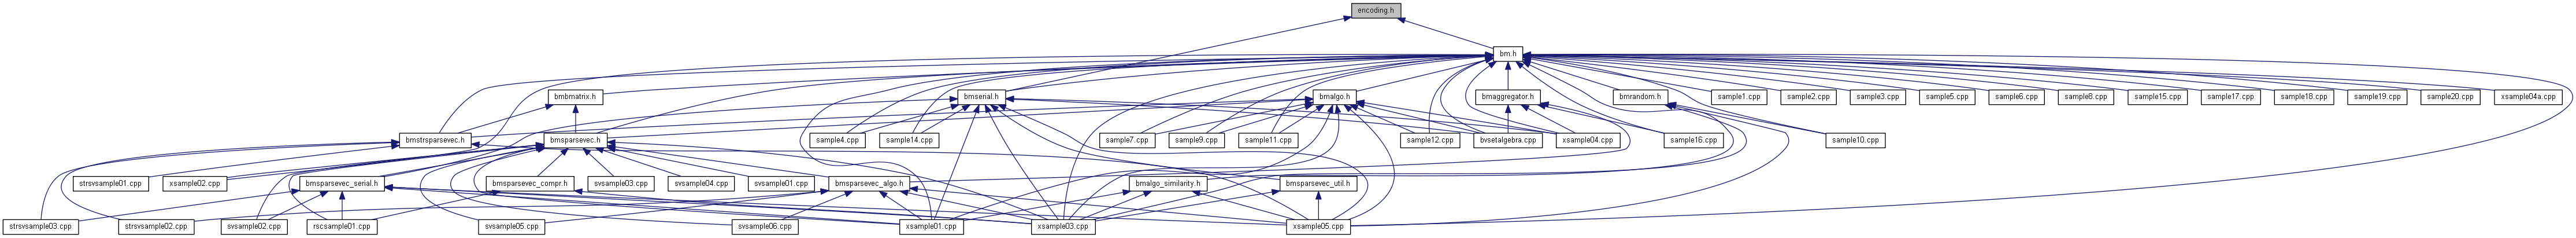 encoding.h
bm.h
bmbmatrix.h
bmserial.h
bmalgo.h
bmaggregator.h
bmrandom.h
sample1.cpp
sample2.cpp
sample3.cpp
sample5.cpp
sample6.cpp
sample8.cpp
sample15.cpp
sample17.cpp
sample18.cpp
sample19.cpp
sample20.cpp
xsample04a.cpp
bmstrsparsevec.h
bmsparsevec.h
sample4.cpp
sample14.cpp
sample7.cpp
sample9.cpp
sample11.cpp
sample12.cpp
bvsetalgebra.cpp
xsample04.cpp
sample16.cpp
sample10.cpp
strsvsample01.cpp
xsample02.cpp
bmsparsevec_serial.h
bmsparsevec_compr.h
svsample03.cpp
svsample04.cpp
svsample01.cpp
bmsparsevec_algo.h
bmalgo_similarity.h
bmsparsevec_util.h
strsvsample03.cpp
strsvsample02.cpp
svsample02.cpp
rscsample01.cpp
svsample05.cpp
svsample06.cpp
xsample01.cpp
xsample03.cpp
xsample05.cpp